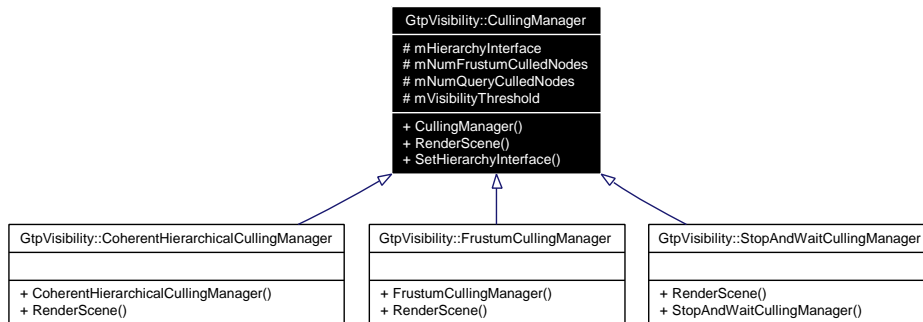 GtpVisibility::CullingManager
# mHierarchyInterface
# mNumFrustumCulledNodes
# mNumQueryCulledNodes
# mVisibilityThreshold
+ CullingManager()
+ RenderScene()
+ SetHierarchyInterface()
GtpVisibility::CoherentHierarchicalCullingManager
+ CoherentHierarchicalCullingManager()
+ RenderScene()
GtpVisibility::FrustumCullingManager
+ FrustumCullingManager()
+ RenderScene()
GtpVisibility::StopAndWaitCullingManager
+ RenderScene()
+ StopAndWaitCullingManager()